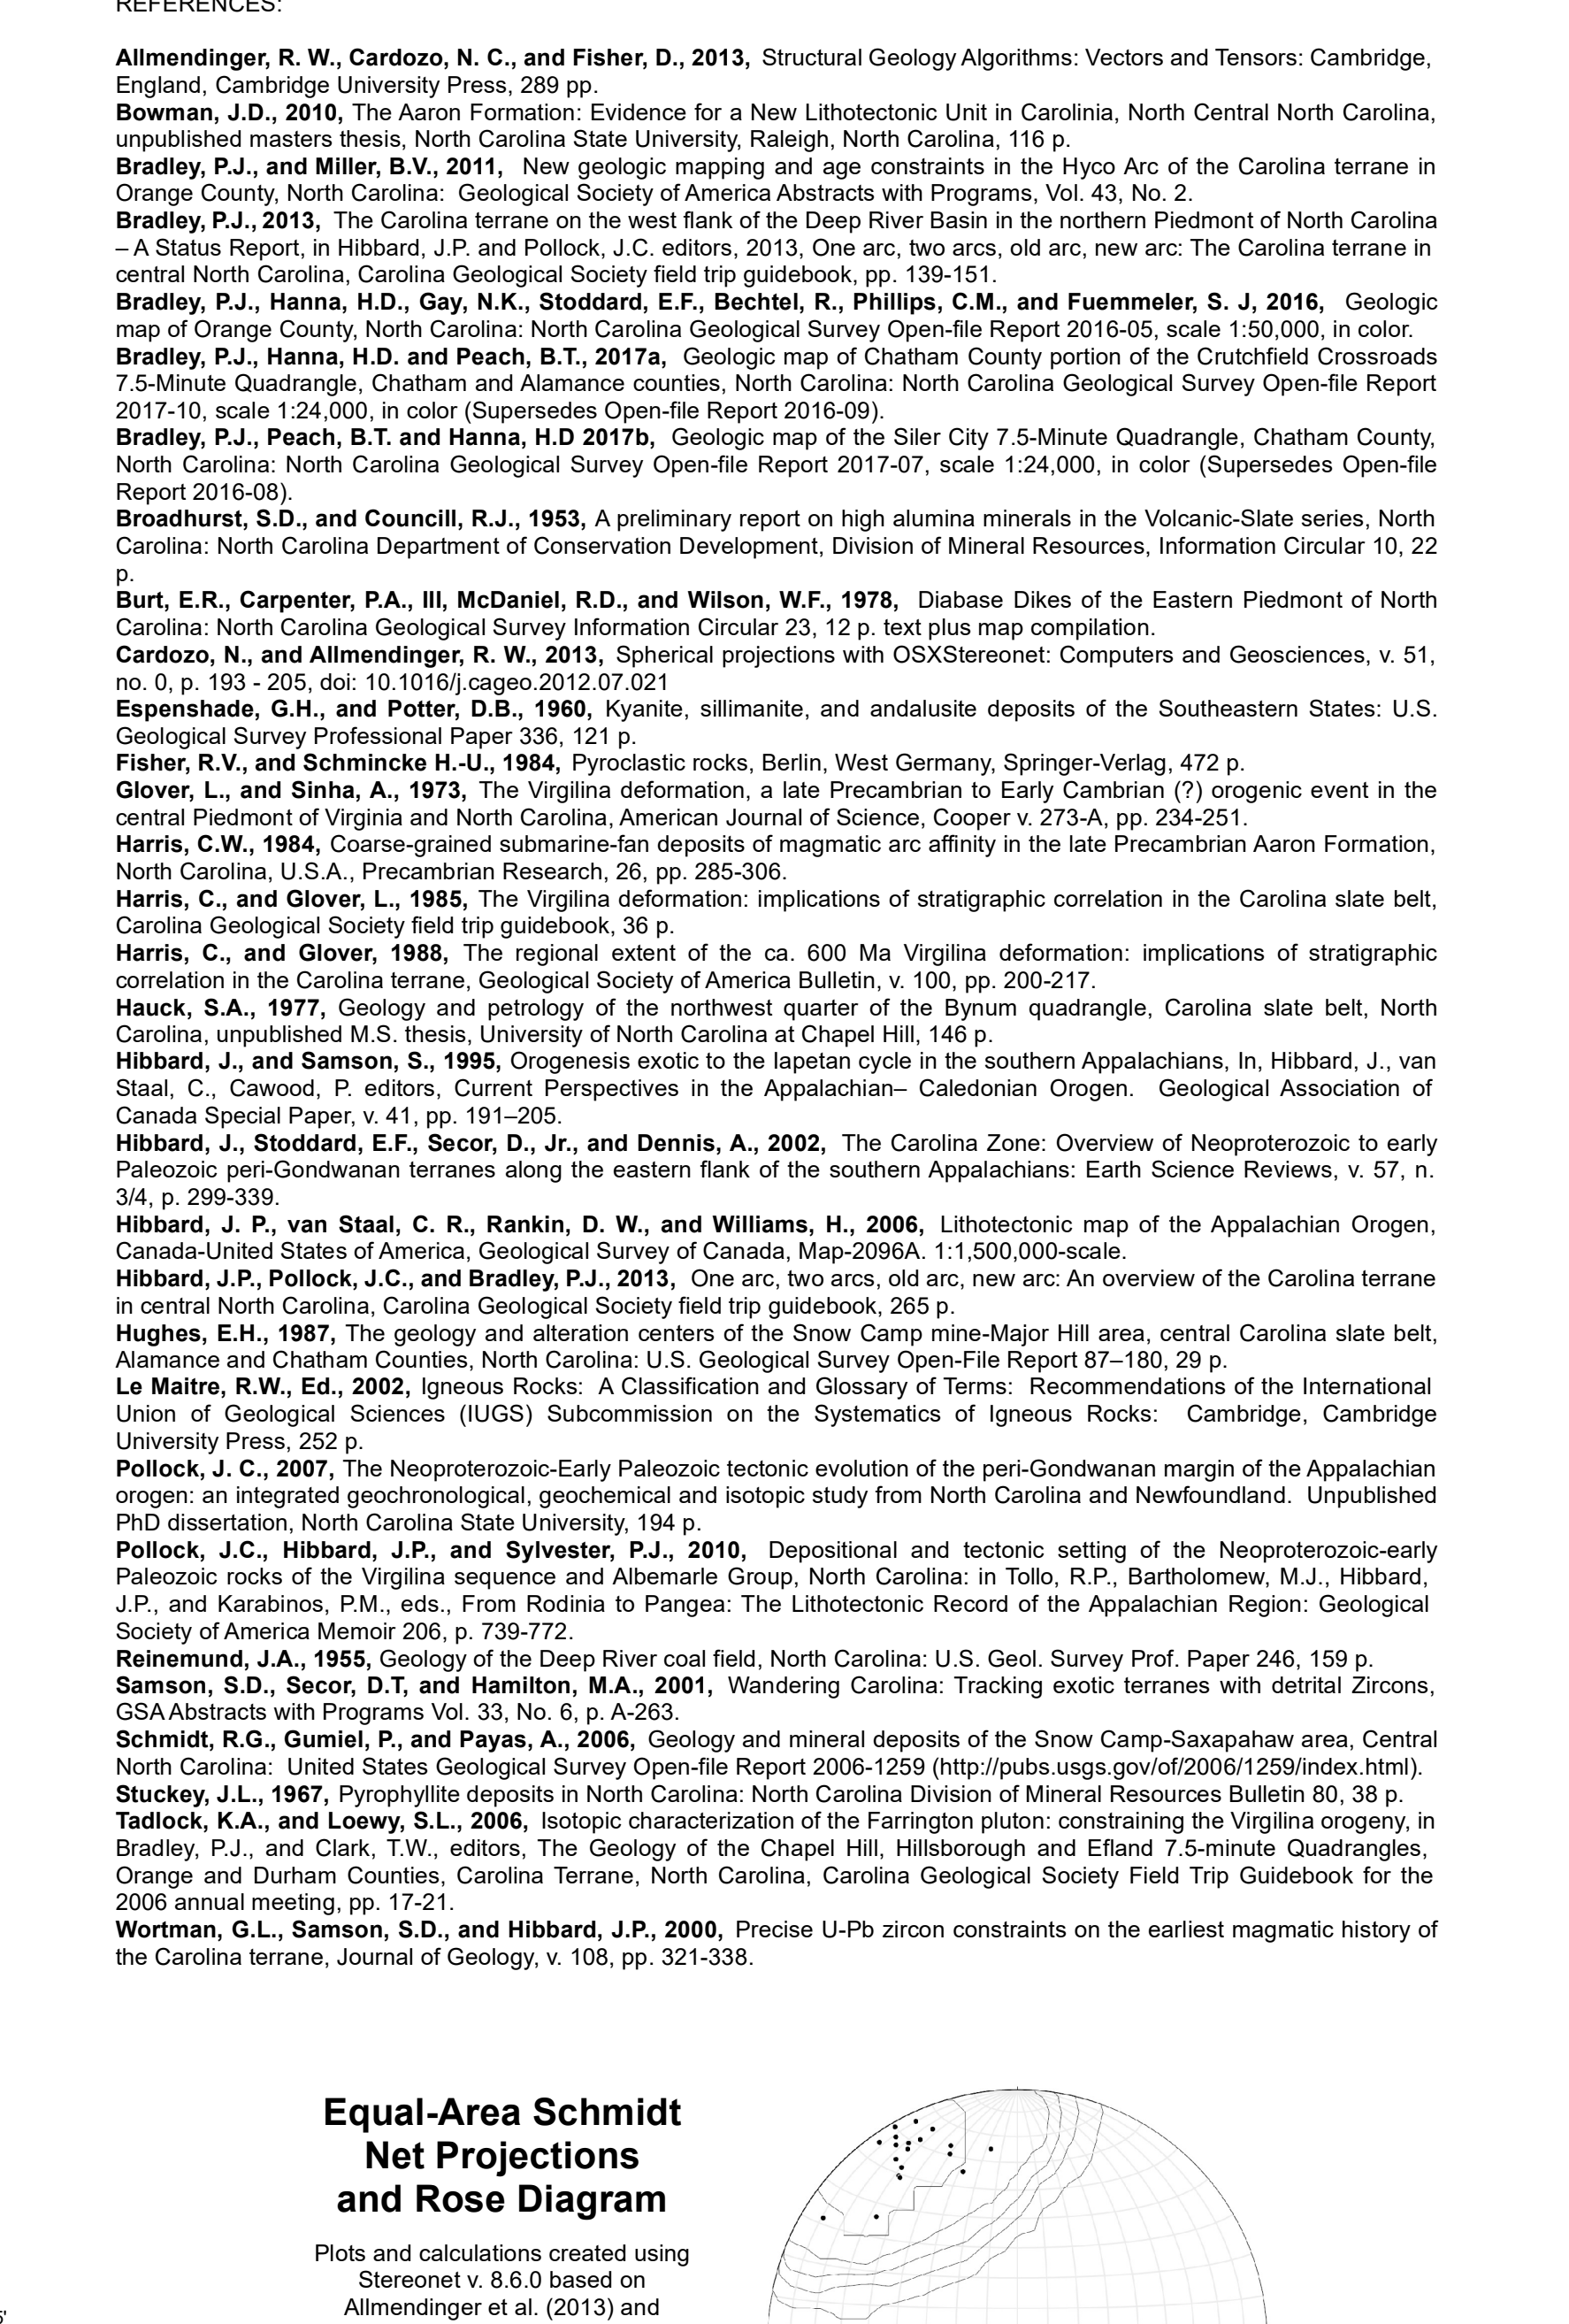 REFERENCES:
Allmendinger, R. W., Cardozo, N. C., and Fisher, D., 2013, Structural Geology Algorithms: Vectors and Tensors: Cambridge,
England, Cambridge University Press, 289 pp.
Bowman, J.D., 2010, The Aaron Formation: Evidence for a New Lithotectonic Unit in Carolinia, North Central North Carolina,
unpublished masters thesis, North Carolina State University, Raleigh, North Carolina, 116 p.
Bradley, P.J., and Miller, B.V., 2011, New geologic mapping and age constraints in the Hyco Arc of the Carolina terrane in
Orange County, North Carolina: Geological Society of America Abstracts with Programs, Vol. 43, No. 2.
Bradley, P.J., 2013, The Carolina terrane on the west flank of the Deep River Basin in the northern Piedmont of North Carolina
– A Status Report, in Hibbard, J.P. and Pollock, J.C. editors, 2013, One arc, two arcs, old arc, new arc: The Carolina terrane in
central North Carolina, Carolina Geological Society field trip guidebook, pp. 139-151.
Bradley, P.J., Hanna, H.D., Gay, N.K., Stoddard, E.F., Bechtel, R., Phillips, C.M., and Fuemmeler, S. J, 2016, Geologic
map of Orange County, North Carolina: North Carolina Geological Survey Open-file Report 2016-05, scale 1:50,000, in color.
Bradley, P.J., Hanna, H.D. and Peach, B.T., 2017a, Geologic map of Chatham County portion of the Crutchfield Crossroads
7.5-Minute Quadrangle, Chatham and Alamance counties, North Carolina: North Carolina Geological Survey Open-file Report
2017-10, scale 1:24,000, in color (Supersedes Open-file Report 2016-09).
Bradley, P.J., Peach, B.T. and Hanna, H.D 2017b, Geologic map of the Siler City 7.5-Minute Quadrangle, Chatham County,
North Carolina: North Carolina Geological Survey Open-file Report 2017-07, scale 1:24,000, in color (Supersedes Open-file
Report 2016-08).
Broadhurst, S.D., and Councill, R.J., 1953, A preliminary report on high alumina minerals in the Volcanic-Slate series, North
Carolina: North Carolina Department of Conservation Development, Division of Mineral Resources, Information Circular 10, 22
p.
Burt, E.R., Carpenter, P.A., III, McDaniel, R.D., and Wilson, W.F., 1978, Diabase Dikes of the Eastern Piedmont of North
Carolina: North Carolina Geological Survey Information Circular 23, 12 p. text plus map compilation.
Cardozo, N., and Allmendinger, R. W., 2013, Spherical projections with OSXStereonet: Computers and Geosciences, v. 51,
no. 0, p. 193 - 205, doi: 10.1016/j.cageo.2012.07.021
Espenshade, G.H., and Potter, D.B., 1960, Kyanite, sillimanite, and andalusite deposits of the Southeastern States: U.S.
Geological Survey Professional Paper 336, 121 p.
Fisher, R.V., and Schmincke H.-U., 1984, Pyroclastic rocks, Berlin, West Germany, Springer-Verlag, 472 p.
Glover, L., and Sinha, A., 1973, The Virgilina deformation, a late Precambrian to Early Cambrian (?) orogenic event in the
central Piedmont of Virginia and North Carolina, American Journal of Science, Cooper v. 273-A, pp. 234-251.
Harris, C.W., 1984, Coarse-grained submarine-fan deposits of magmatic arc affinity in the late Precambrian Aaron Formation,
North Carolina, U.S.A., Precambrian Research, 26, pp. 285-306.
Harris, C., and Glover, L., 1985, The Virgilina deformation: implications of stratigraphic correlation in the Carolina slate belt,
Carolina Geological Society field trip guidebook, 36 p.
Harris, C., and Glover, 1988, The regional extent of the ca. 600 Ma Virgilina deformation: implications of stratigraphic
correlation in the Carolina terrane, Geological Society of America Bulletin, v. 100, pp. 200-217.
Hauck, S.A., 1977, Geology and petrology of the northwest quarter of the Bynum quadrangle, Carolina slate belt, North
Carolina, unpublished M.S. thesis, University of North Carolina at Chapel Hill, 146 p.
Hibbard, J., and Samson, S., 1995, Orogenesis exotic to the Iapetan cycle in the southern Appalachians, In, Hibbard, J., van
Staal, C., Cawood, P. editors, Current Perspectives in the Appalachian– Caledonian Orogen. Geological Association of
Canada Special Paper, v. 41, pp. 191–205.
Hibbard, J., Stoddard, E.F., Secor, D., Jr., and Dennis, A., 2002, The Carolina Zone: Overview of Neoproterozoic to early
Paleozoic peri-Gondwanan terranes along the eastern flank of the southern Appalachians: Earth Science Reviews, v. 57, n.
3/4, p. 299-339.
Hibbard, J. P., van Staal, C. R., Rankin, D. W., and Williams, H., 2006, Lithotectonic map of the Appalachian Orogen,
Canada-United States of America, Geological Survey of Canada, Map-2096A. 1:1,500,000-scale.
Hibbard, J.P., Pollock, J.C., and Bradley, P.J., 2013, One arc, two arcs, old arc, new arc: An overview of the Carolina terrane
in central North Carolina, Carolina Geological Society field trip guidebook, 265 p.
Hughes, E.H., 1987, The geology and alteration centers of the Snow Camp mine-Major Hill area, central Carolina slate belt,
Alamance and Chatham Counties, North Carolina: U.S. Geological Survey Open-File Report 87–180, 29 p.
Le Maitre, R.W., Ed., 2002, Igneous Rocks: A Classification and Glossary of Terms: Recommendations of the International
Union of Geological Sciences (IUGS) Subcommission on the Systematics of Igneous Rocks: Cambridge, Cambridge
University Press, 252 p.
Pollock, J. C., 2007, The Neoproterozoic-Early Paleozoic tectonic evolution of the peri-Gondwanan margin of the Appalachian
orogen: an integrated geochronological, geochemical and isotopic study from North Carolina and Newfoundland. Unpublished
PhD dissertation, North Carolina State University, 194 p.
Pollock, J.C., Hibbard, J.P., and Sylvester, P.J., 2010, Depositional and tectonic setting of the Neoproterozoic-early
Paleozoic rocks of the Virgilina sequence and Albemarle Group, North Carolina: in Tollo, R.P., Bartholomew, M.J., Hibbard,
J.P., and Karabinos, P.M., eds., From Rodinia to Pangea: The Lithotectonic Record of the Appalachian Region: Geological
Society of America Memoir 206, p. 739-772.
Reinemund, J.A., 1955, Geology of the Deep River coal field, North Carolina: U.S. Geol. Survey Prof. Paper 246, 159 p.
Samson, S.D., Secor, D.T, and Hamilton, M.A., 2001, Wandering Carolina: Tracking exotic terranes with detrital Zircons,
GSA Abstracts with Programs Vol. 33, No. 6, p. A-263.
Schmidt, R.G., Gumiel, P., and Payas, A., 2006, Geology and mineral deposits of the Snow Camp-Saxapahaw area, Central
North Carolina: United States Geological Survey Open-file Report 2006-1259 (http://pubs.usgs.gov/of/2006/1259/index.html).
Stuckey, J.L., 1967, Pyrophyllite deposits in North Carolina: North Carolina Division of Mineral Resources Bulletin 80, 38 p.
Tadlock, K.A., and Loewy, S.L., 2006, Isotopic characterization of the Farrington pluton: constraining the Virgilina orogeny, in
Bradley, P.J., and Clark, T.W., editors, The Geology of the Chapel Hill, Hillsborough and Efland 7.5-minute Quadrangles,
Orange and Durham Counties, Carolina Terrane, North Carolina, Carolina Geological Society Field Trip Guidebook for the
2006 annual meeting, pp. 17-21.
Wortman, G.L., Samson, S.D., and Hibbard, J.P., 2000, Precise U-Pb zircon constraints on the earliest magmatic history of
the Carolina terrane, Journal of Geology, v. 108, pp. 321-338.
Equal-Area Schmidt
Net Projections
and Rose Diagram
Plots and calculations created using
Stereonet v. 8.6.0 based on
Allmendinger et al. (2013) and